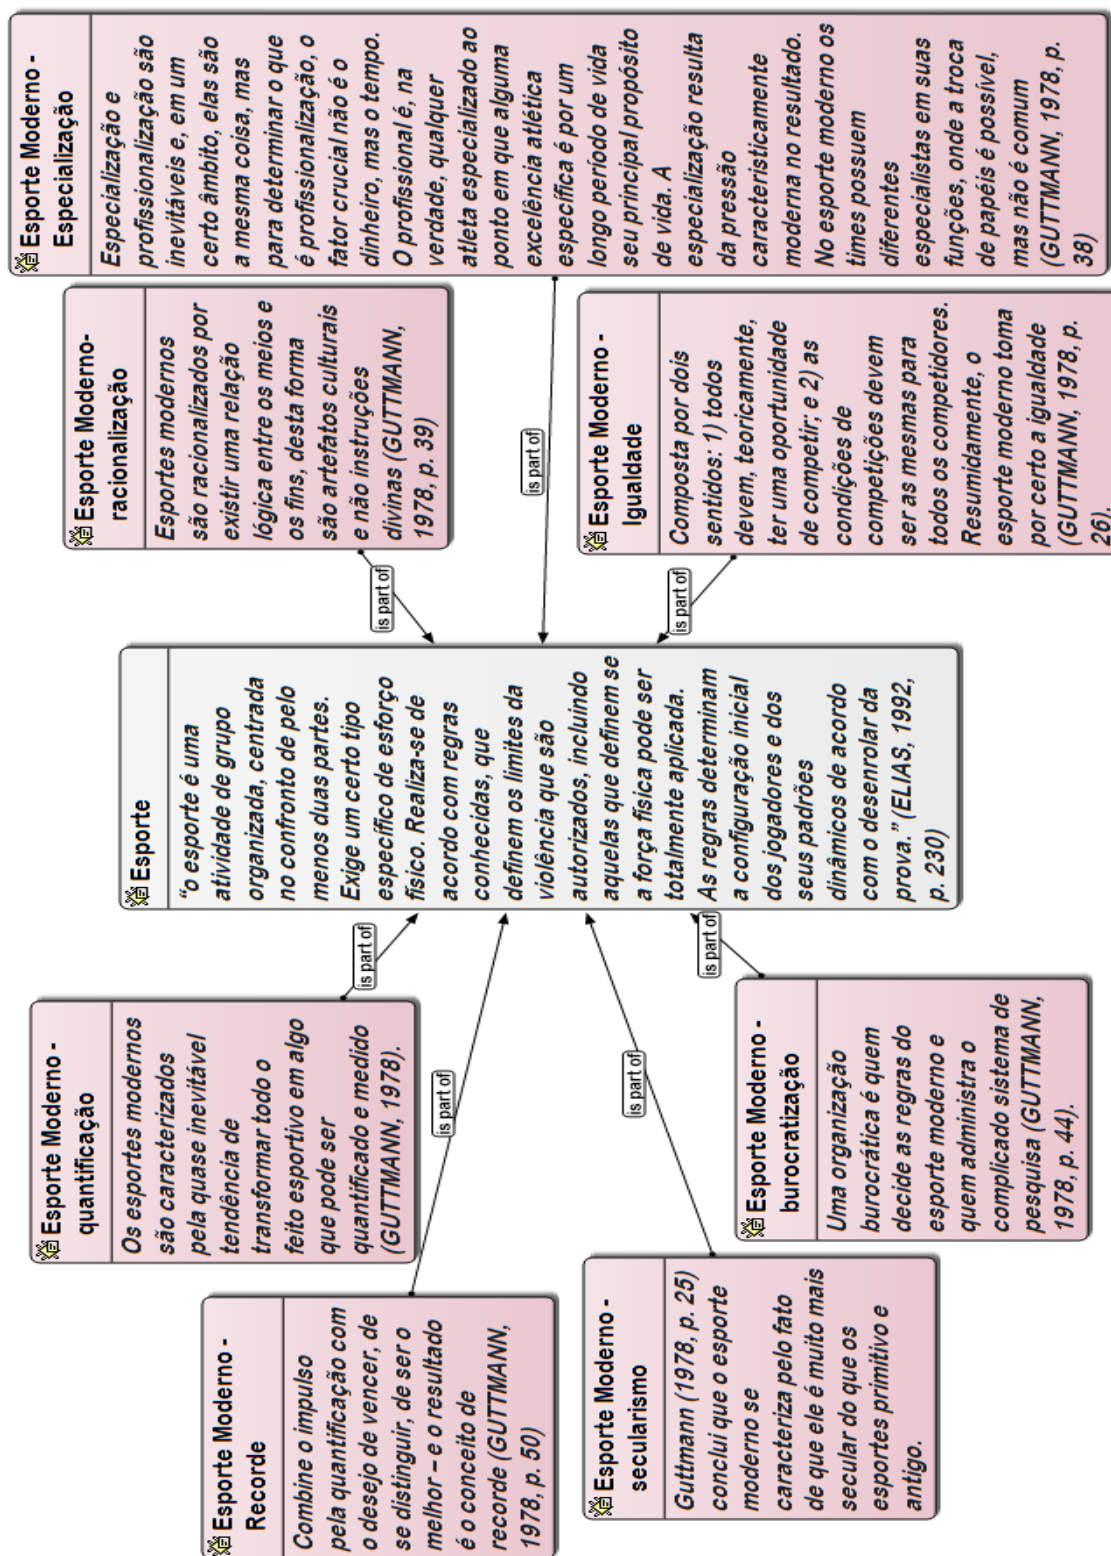 Esporte Moderno -
Recorde
Combine o impulso
pela quantificação com
o desejo de vencer, de
se distinguir, de ser o
melhor – e o resultado
é o conceito de
recorde (GUTTMANN,
1978, p. 50)
Esporte Moderno -
quantificação
Os esportes modernos
são caracterizados
pela quase inevitável
tendência de
transformar todo o
feito esportivo em algo
que pode ser
quantificado e medido
(GUTTMANN, 1978).
Esporte
“o esporte é uma
atividade de grupo
organizada, centrada
no confronto de pelo
menos duas partes.
Exige um certo tipo
específico de esforço
físico. Realiza-se de
acordo com regras
conhecidas, que
definem os limites da
violência que são
autorizados, incluindo
aquelas que definem se
a força física pode ser
totalmente aplicada.
As regras determinam
a configuração inicial
dos jogadores e dos
seus padrões
dinâmicos de acordo
com o desenrolar da
prova.” (ELIAS, 1992,
p. 230)
Esporte Moderno-
racionalização
Esportes modernos
são racionalizados por
existir uma relação
lógica entre os meios e
os fins, desta forma
são artefatos culturais
e não instruções
divinas (GUTTMANN,
1978, p. 39)
Esporte Moderno -
Especialização
Especialização e
profissionalização são
inevitáveis e, em um
certo âmbito, elas são
a mesma coisa, mas
para determinar o que
é profissionalização, o
fator crucial não é o
dinheiro, mas o tempo.
O profissional é, na
verdade, qualquer
atleta especializado ao
ponto em que alguma
excelência atlética
específica é por um
longo período de vida
seu principal propósito
de vida. A
especialização resulta
da pressão
caracteristicamente
moderna no resultado.
No esporte moderno os
times possuem
diferentes
especialistas em suas
funções, onde a troca
de papéis é possível,
mas não é comum
(GUTTMANN, 1978, p.
38)
is part of
is part of
is part of
is part of
is part of
is part of
is part of
Esporte Moderno -
secularismo
Guttmann (1978, p. 25)
conclui que o esporte
moderno se
caracteriza pelo fato
de que ele é muito mais
secular do que os
esportes primitivo e
antigo.
Esporte Moderno -
burocratização
Uma organização
burocrática é quem
decide as regras do
esporte moderno e
quem administra o
complicado sistema de
pesquisa (GUTTMANN,
1978, p. 44).
Esporte Moderno -
Igualdade
Composta por dois
sentidos: 1) todos
devem, teoricamente,
ter uma oportunidade
de competir; e 2) as
condições de
competições devem
ser as mesmas para
todos os competidores.
Resumidamente, o
esporte moderno toma
por certo a igualdade
(GUTTMANN, 1978, p.
26).